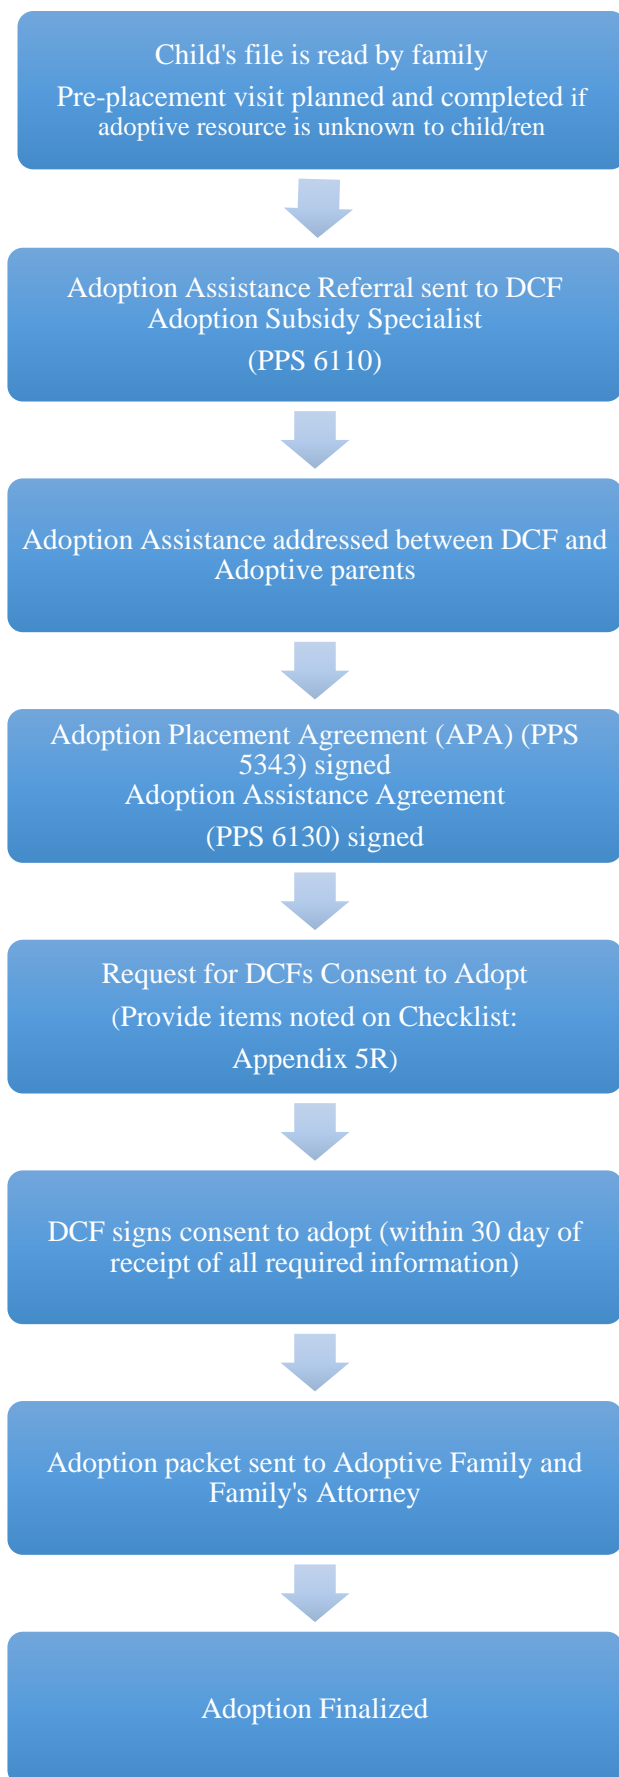 Child's file is read by family
Pre-placement visit planned and completed if
adoptive resource is unknown to child/ren
Adoption Assistance Referral sent to DCF
Adoption Subsidy Specialist
(PPS 6110)
Adoption Assistance addressed between DCF and
Adoptive parents
Adoption Placement Agreement (APA) (PPS
5343) signed
Adoption Assistance Agreement
(PPS 6130) signed
Request for DCFs Consent to Adopt
(Provide items noted on Checklist:
Appendix 5R)
DCF signs consent to adopt (within 30 day of
receipt of all required information)
Adoption packet sent to Adoptive Family and
Family's Attorney
Adoption Finalized